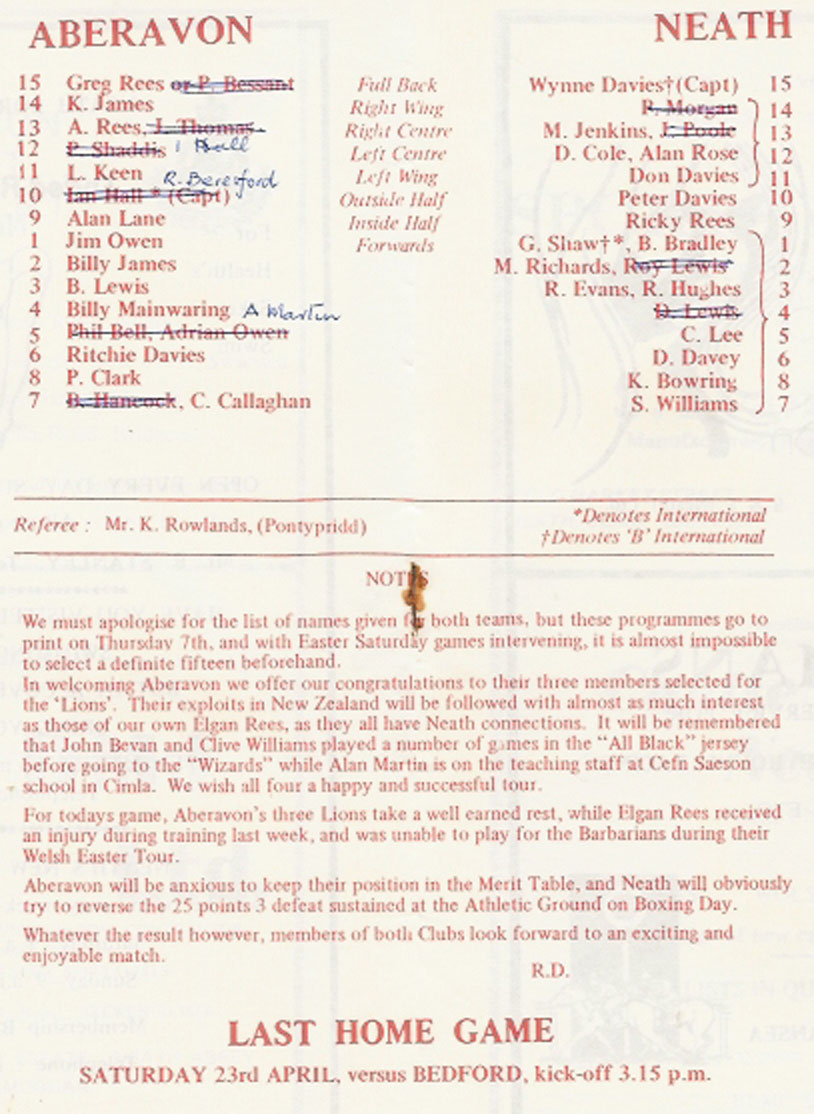 ABERAVON NEATH
15 Greg Rees or P. Bessant Full Back Wynne Davies†(Capt) 15
14 K. James Right Wing P. Morgan 14
13 A. Rees, J. Thomas Right Centre M. Jenkins, J. Poole 13
12 P. Shaddis I Hall Left Centre D. Cole, Alan Rose 12
11 L. Keen R. Beresford Left Wing Don Davies 11
10 Ian Hall * (Capt) Outside Half Peter Davies 10
9 Alan Lane Inside Half Ricky Rees 9
1 Jim Owen Forwards G. Shaw†*, B. Bradley 1
2 Billy James M. Richards, Roy Lewis 2
3 B. Lewis R. Evans, R. Hughes 3
4 Billy Mainwaring A Martin D. Lewis 4
5 Phil Bell, Adrian Owen C. Lee 5
6 Ritchie Davies D. Davey 6
8 P. Clark K. Bowring 8
7 B. Hancock, C. Callaghan S. Williams 7
Referee : Mr. K. Rowlands, (Pontypridd) *Denotes International
†Denotes 'B' International
NOTES
We must apologise for the list of names given for both teams, but these programmes go to
print on Thursday 7th, and with Easter Saturday games intervening, it is almost impossible
to select a definite fifteen beforehand.
In welcoming Aberavon we offer our congratulations to their three members selected for
the 'Lions'. Their exploits in New Zealand will be followed with almost as much interest
as those of our own Elgan Rees, as they all have Neath connections. It will be remembered
that John Bevan and Clive Williams played a number of games in the "All Black" jersey
before going to the "Wizards" while Alan Martin is on the teaching staff at Cefn Saeson
school in Cimla. We wish all four a happy and successful tour.
For todays game, Aberavon's three Lions take a well earned rest, while Elgan Rees received
an injury during training last week, and was unable to play for the Barbarians during their
Welsh Easter Tour.
Aberavon will be anxious to keep their position in the Merit Table, and Neath will obviously
try to reverse the 25 points 3 defeat sustained at the Athletic Ground on Boxing Day.
Whatever the result however, members of both Clubs look forward to an exciting and
enjoyable match.
R.D.
LAST HOME GAME
SATURDAY 23rd APRIL, versus BEDFORD, kick-off 3.15 p.m.